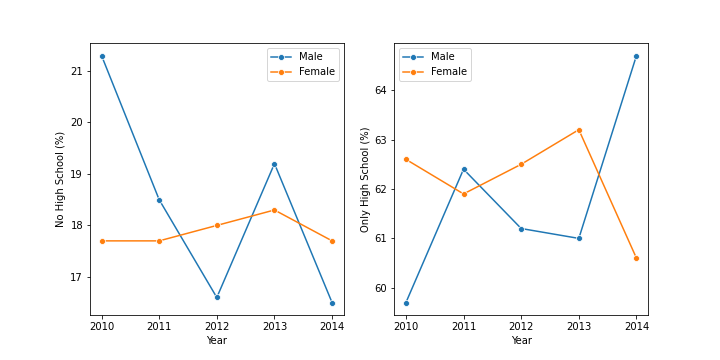 No High School (%)
21
20
19
18
17
2010 2011 2012 2013 2014
Year
Male
Female
Only High School (%)
64
63
62
61
60
2010 2011 2012 2013 2014
Year
Male
Female